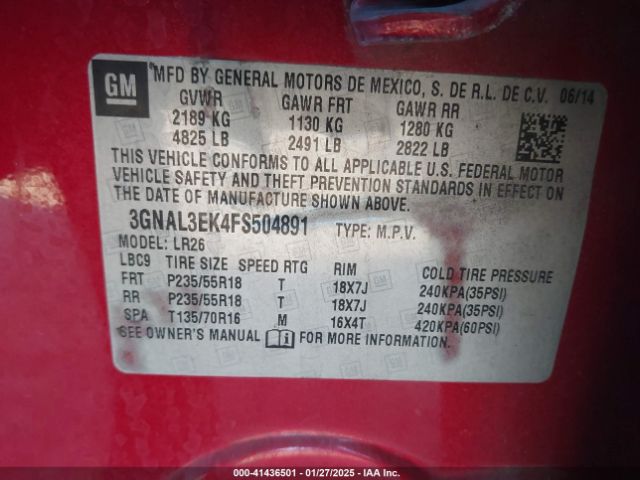 GM
MFD BY GENERAL MOTORS DE MEXICO, S. DE R.L. DE C.V. 06/14
GVWR GAWR FRT GAWR RR
2189 KG 1130 KG 1280 KG
4825 LB 2491 LB 2822 LB
THIS VEHICLE CONFORMS TO ALL APPLICABLE U.S. FEDERAL MOTOR
VEHICLE SAFETY AND THEFT PREVENTION STANDARDS IN EFFECT ON
THE DATE OF MANUFACTURE SHOWN ABOVE.
3GNAL3EK4FS504891 TYPE: M.P.V.
MODEL: LR26
LBC9 TIRE SIZE SPEED RTG RIM COLD TIRE PRESSURE
FRT P235/55R18 T 18X7J 240KPA(35PSI)
RR P235/55R18 T 18X7J 240KPA(35PSI)
SPA T135/70R16 M 16X4T 420KPA(60PSI)
SEE OWNER'S MANUAL i FOR MORE INFORMATION.
000-41436501 - 01/27/2025 - IAA Inc.